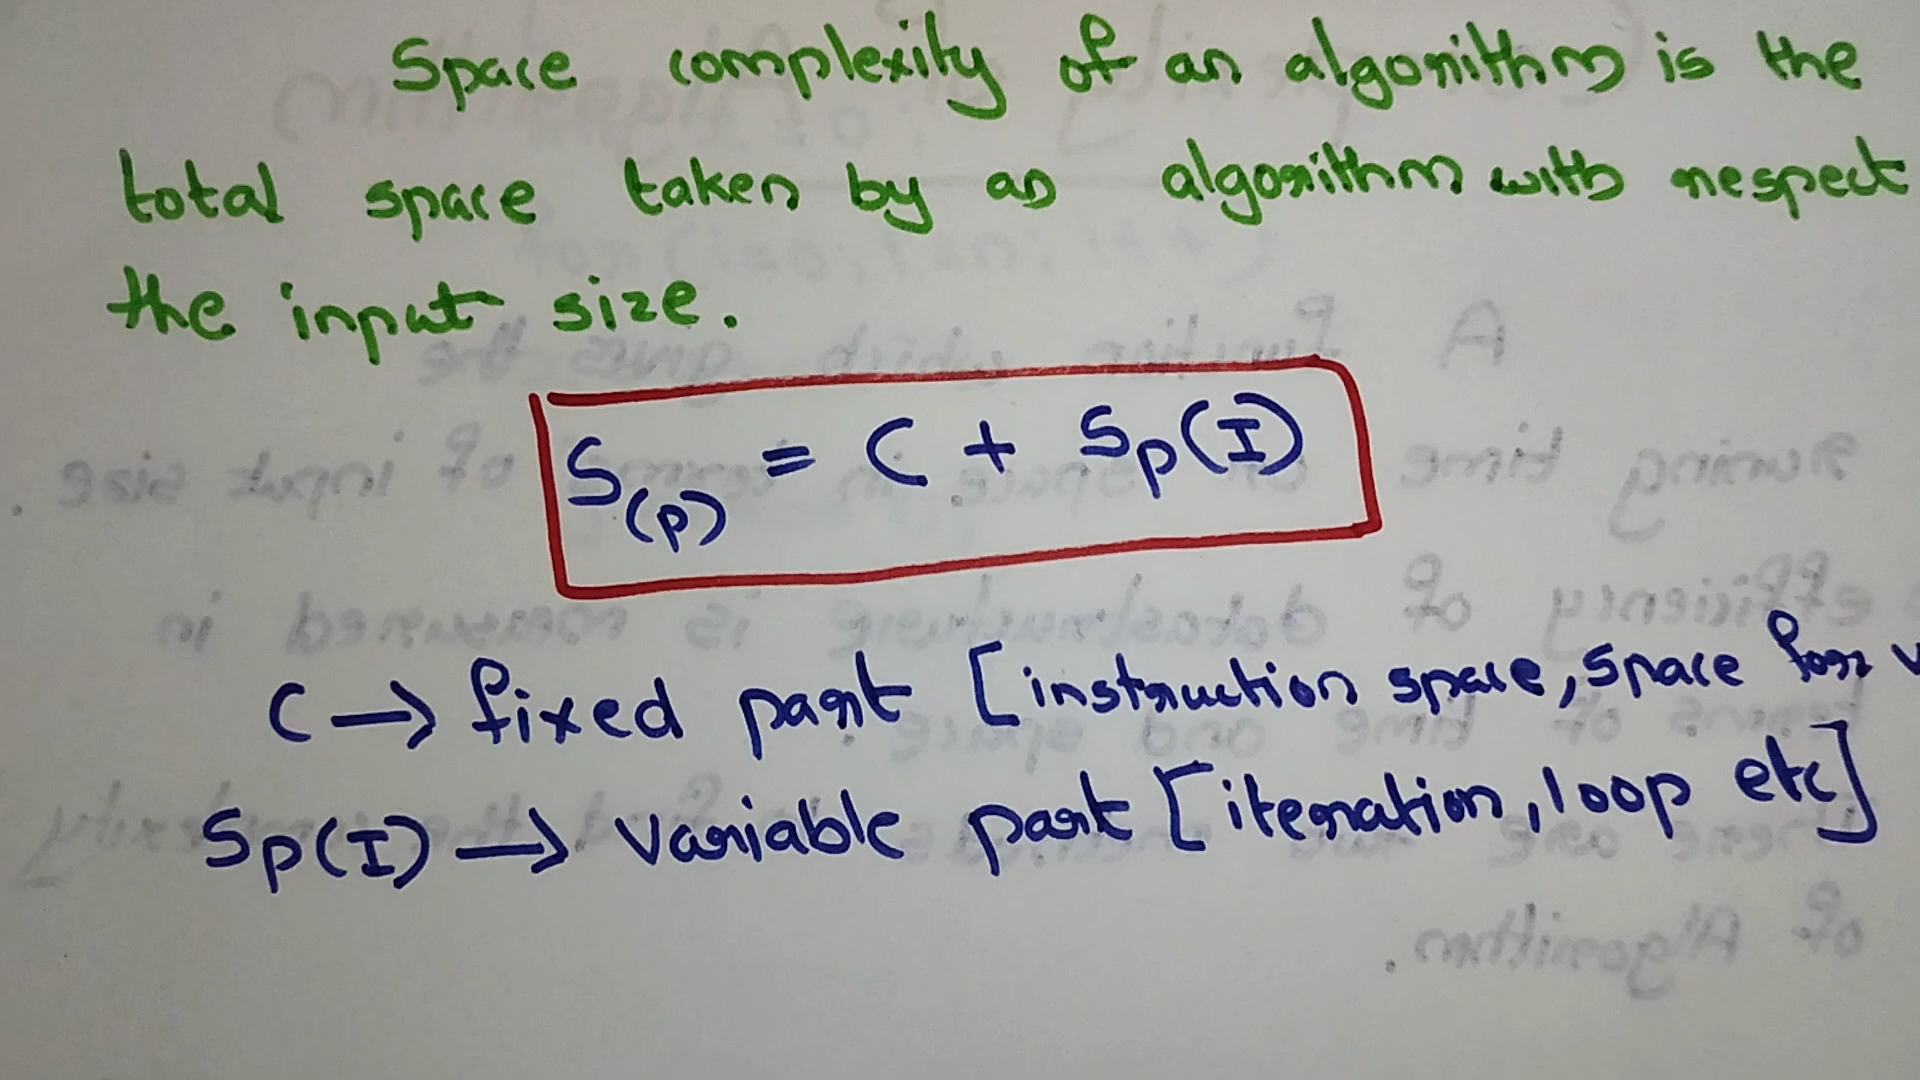 Space complexity of an algorithm is the
total space taken by an algorithm with respect
the input size.
S(p) = C + Sp(I)
C → fixed part [instruction space, space for
Sp(I) → variable part [iteration, loop etc]